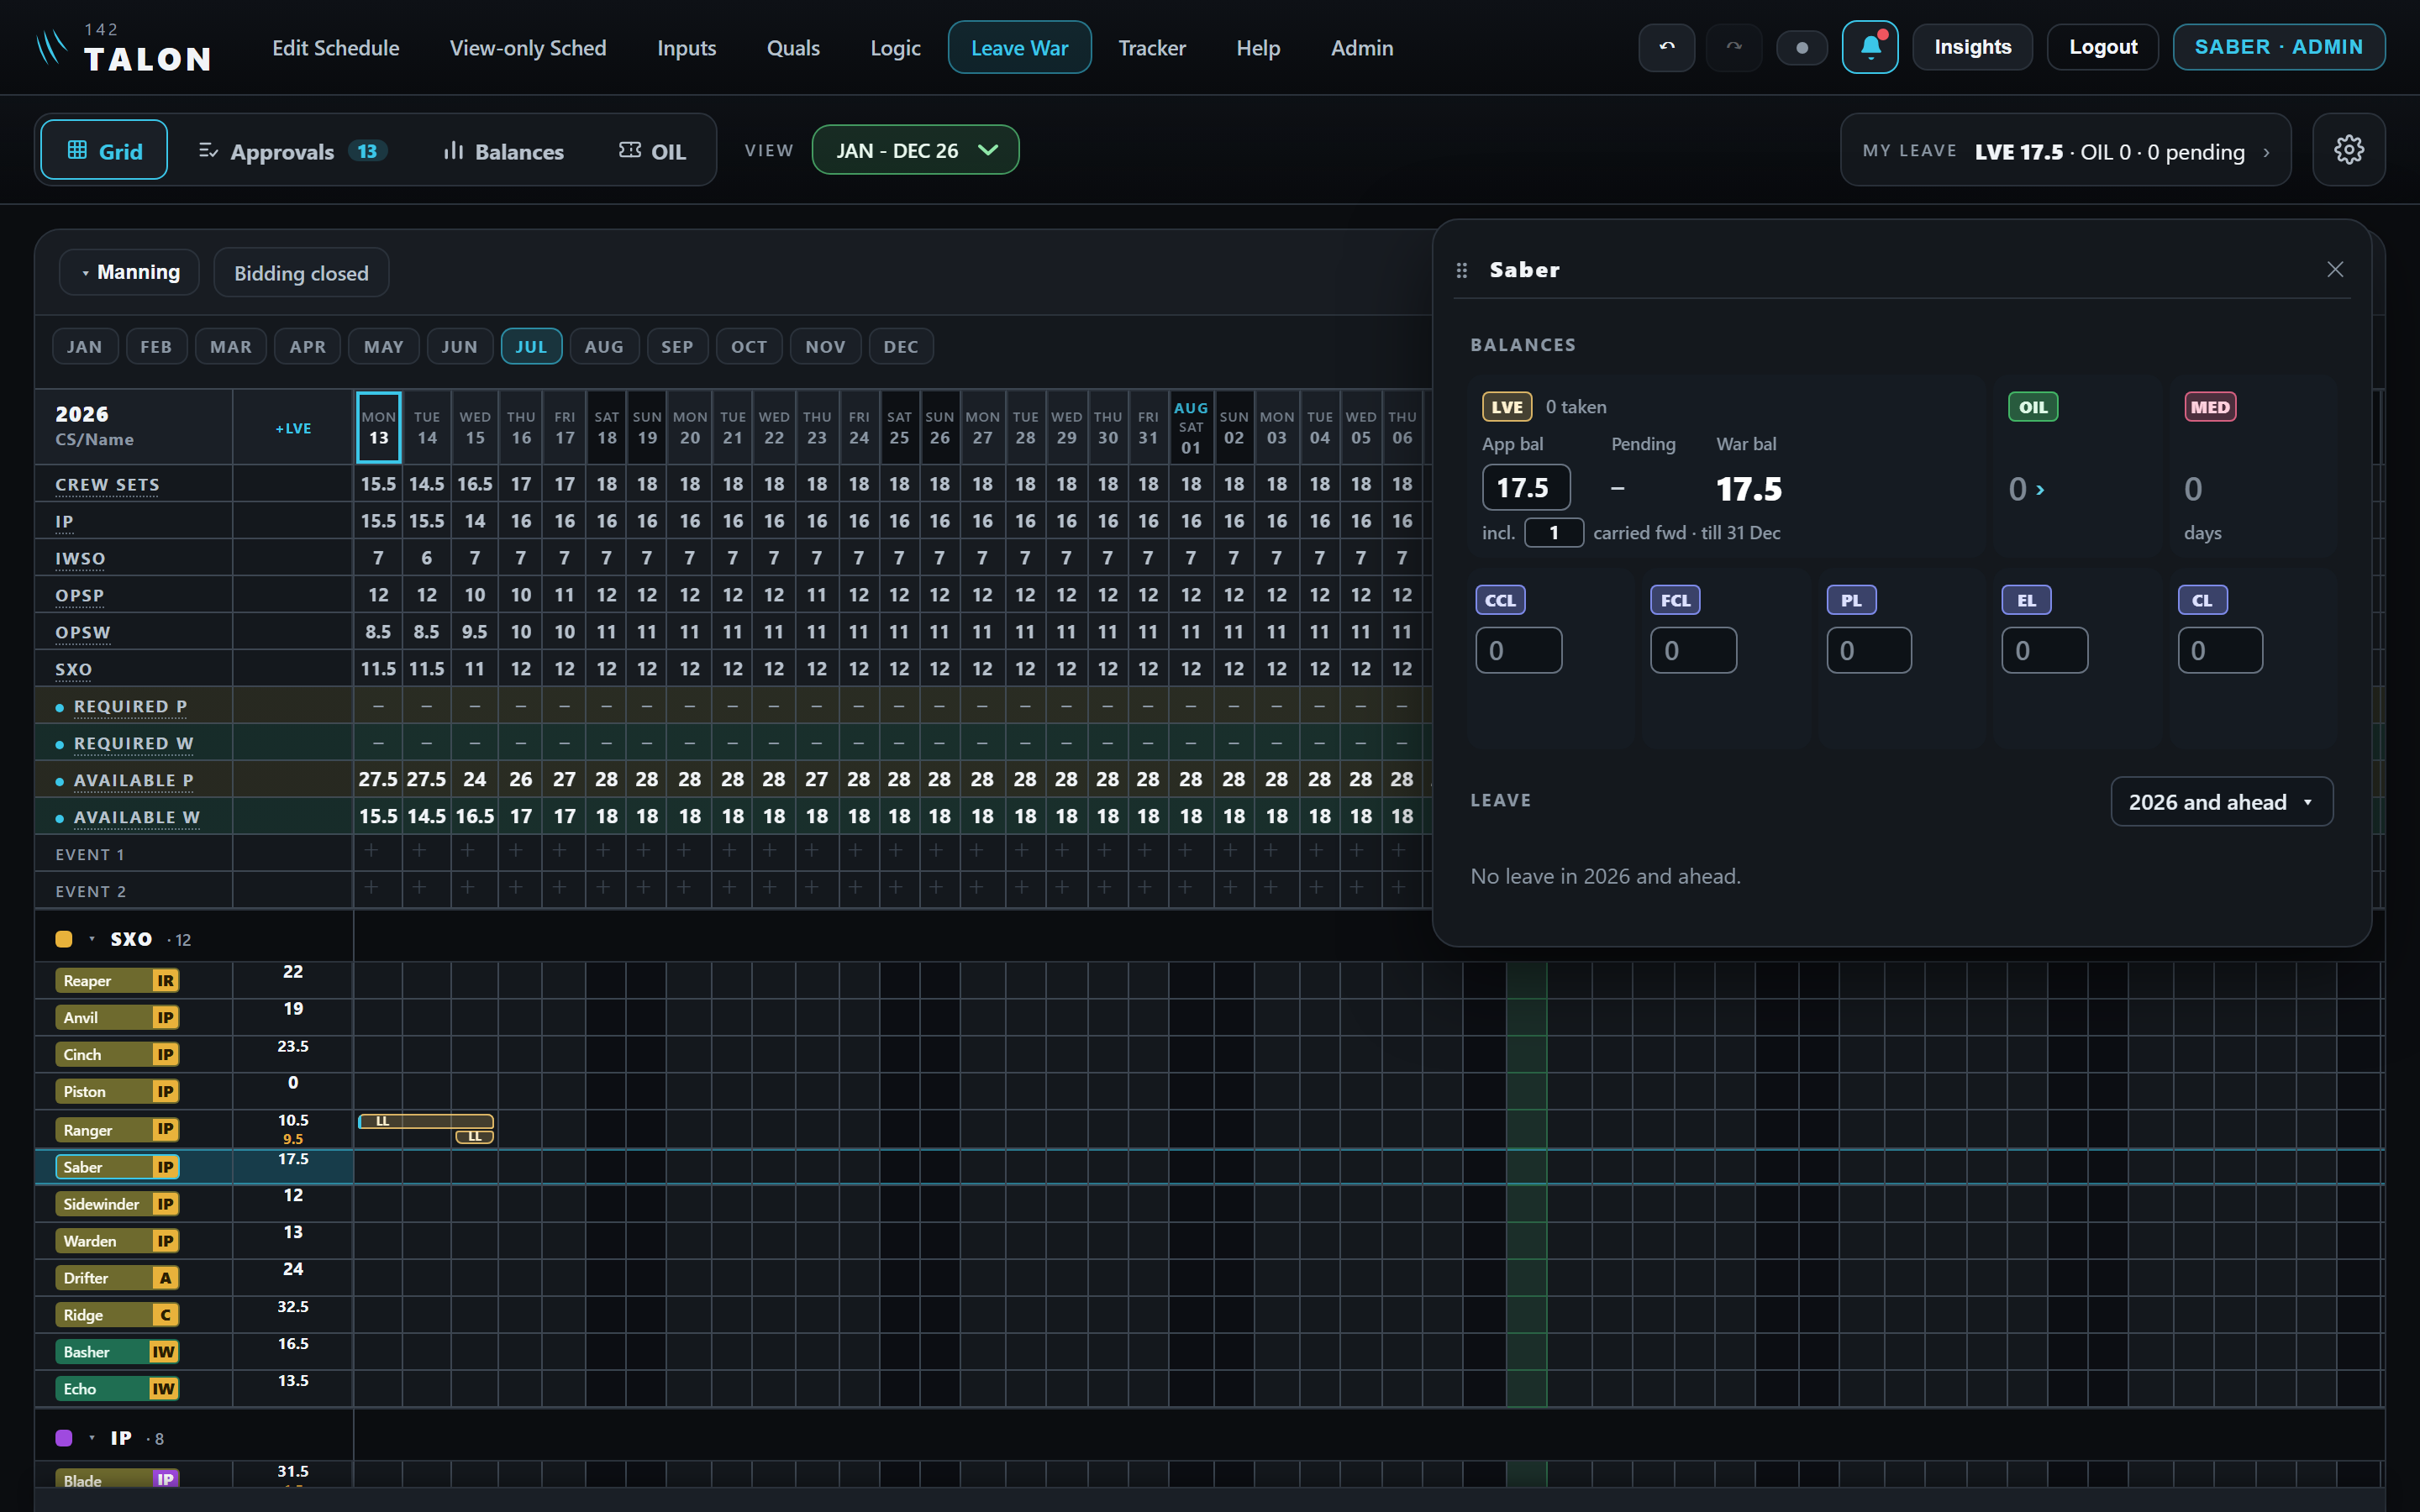 142
TALON
Edit Schedule View-only Sched Inputs Quals Logic Leave War Tracker Help Admin
Insights Logout SABER · ADMIN
Grid Approvals 13 Balances OIL VIEW JAN - DEC 26
MY LEAVE LVE 17.5 · OIL 0 · 0 pending ›
Manning Bidding closed
JAN FEB MAR APR MAY JUN JUL AUG SEP OCT NOV DEC
2026
CS/Name
+LVE
MON 13 TUE 14 WED 15 THU 16 FRI 17 SAT 18 SUN 19 MON 20 TUE 21 WED 22 THU 23 FRI 24 SAT 25 SUN 26 MON 27 TUE 28 WED 29 THU 30 FRI 31 AUG SAT 01 SUN 02 MON 03 TUE 04 WED 05 THU 06
CREW SETS 15.5 14.5 16.5 17 17 18 18 18 18 18 18 18 18 18 18 18 18 18 18 18 18 18 18 18 18
IP 15.5 15.5 14 16 16 16 16 16 16 16 16 16 16 16 16 16 16 16 16 16 16 16 16 16 16
IWSO 7 6 7 7 7 7 7 7 7 7 7 7 7 7 7 7 7 7 7 7 7 7 7 7 7
OPSP 12 12 10 10 11 12 12 12 12 12 11 12 12 12 12 12 12 12 12 12 12 12 12 12 12
OPSW 8.5 8.5 9.5 10 10 11 11 11 11 11 11 11 11 11 11 11 11 11 11 11 11 11 11 11 11
SXO 11.5 11.5 11 12 12 12 12 12 12 12 12 12 12 12 12 12 12 12 12 12 12 12 12 12 12
REQUIRED P – – – – – – – – – – – – – – – – – – – – – – – – –
REQUIRED W – – – – – – – – – – – – – – – – – – – – – – – – –
AVAILABLE P 27.5 27.5 24 26 27 28 28 28 28 28 27 28 28 28 28 28 28 28 28 28 28 28 28 28 28
AVAILABLE W 15.5 14.5 16.5 17 17 18 18 18 18 18 18 18 18 18 18 18 18 18 18 18 18 18 18 18 18
EVENT 1 + + + + + + + + + + + + + + + + + + + + + + + + +
EVENT 2 + + + + + + + + + + + + + + + + + + + + + + + + +
SXO · 12
Reaper IR 22
Anvil IP 19
Cinch IP 23.5
Piston IP 0
Ranger IP 10.5 LL
9.5 LL
Saber IP 17.5
Sidewinder IP 12
Warden IP 13
Drifter A 24
Ridge C 32.5
Basher IW 16.5
Echo IW 13.5
IP · 8
Blade IP 31.5
Saber
BALANCES
LVE 0 taken
App bal Pending War bal
17.5 – 17.5
incl. 1 carried fwd · till 31 Dec
OIL
0 ›
MED
0
days
CCL FCL PL EL CL
0 0 0 0 0
LEAVE 2026 and ahead
No leave in 2026 and ahead.